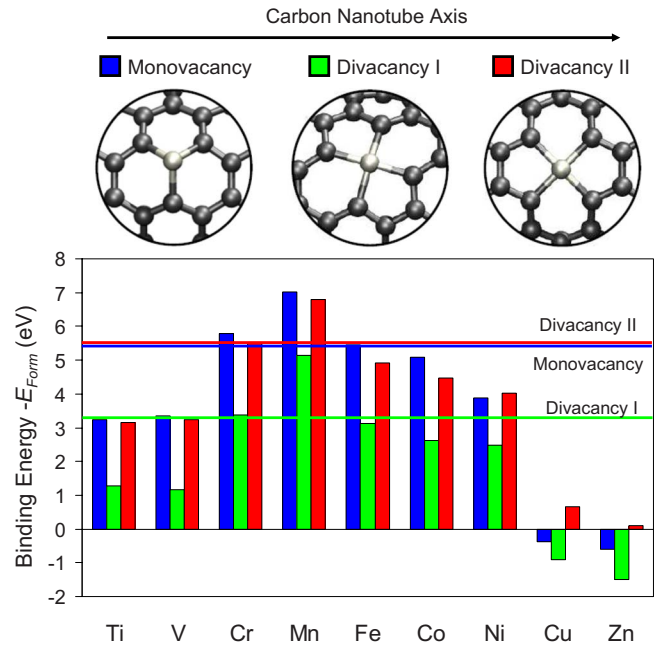 Carbon Nanotube Axis
Monovacancy Divacancy I Divacancy II
Binding Energy -E_Form (eV)
8
7
6
5
4
3
2
1
0
-1
-2
Divacancy II
Monovacancy
Divacancy I
Ti V Cr Mn Fe Co Ni Cu Zn